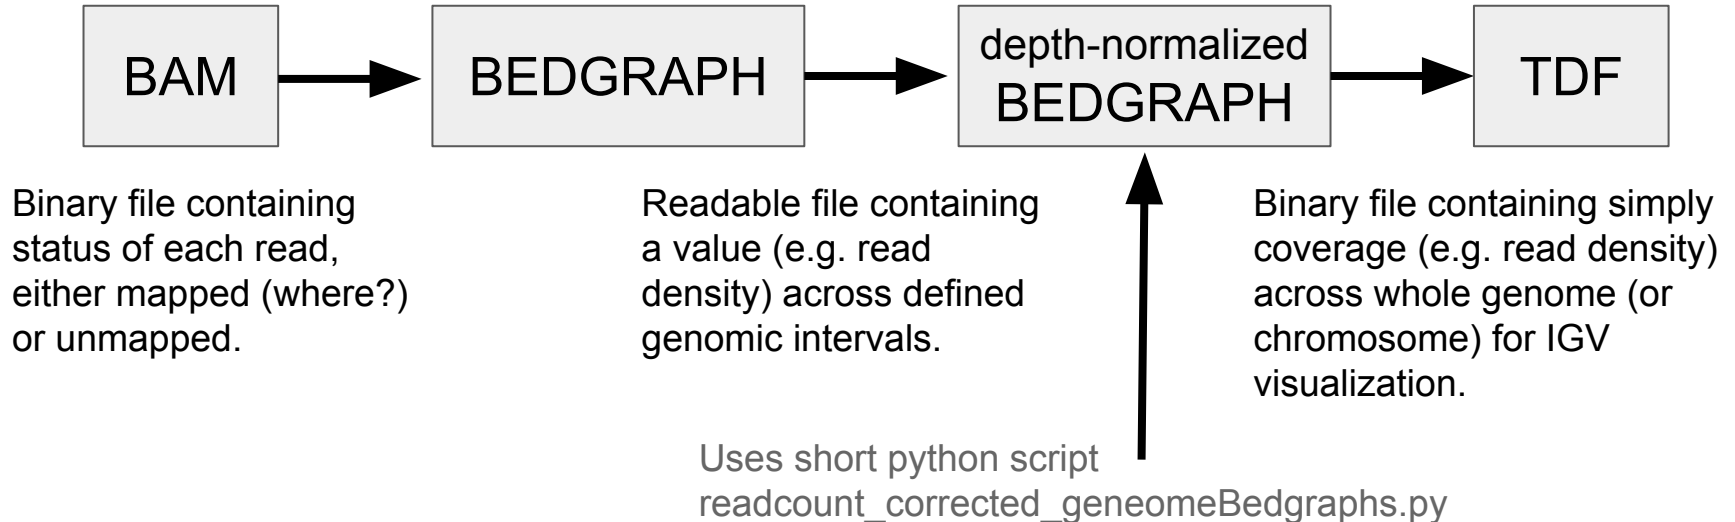 BAM
BEDGRAPH
depth-normalized
BEDGRAPH
TDF
Binary file containing
status of each read,
either mapped (where?)
or unmapped.
Readable file containing
a value (e.g. read
density) across defined
genomic intervals.
Binary file containing simply
coverage (e.g. read density)
across whole genome (or
chromosome) for IGV
visualization.
Uses short python script
readcount_corrected_geneomeBedgraphs.py